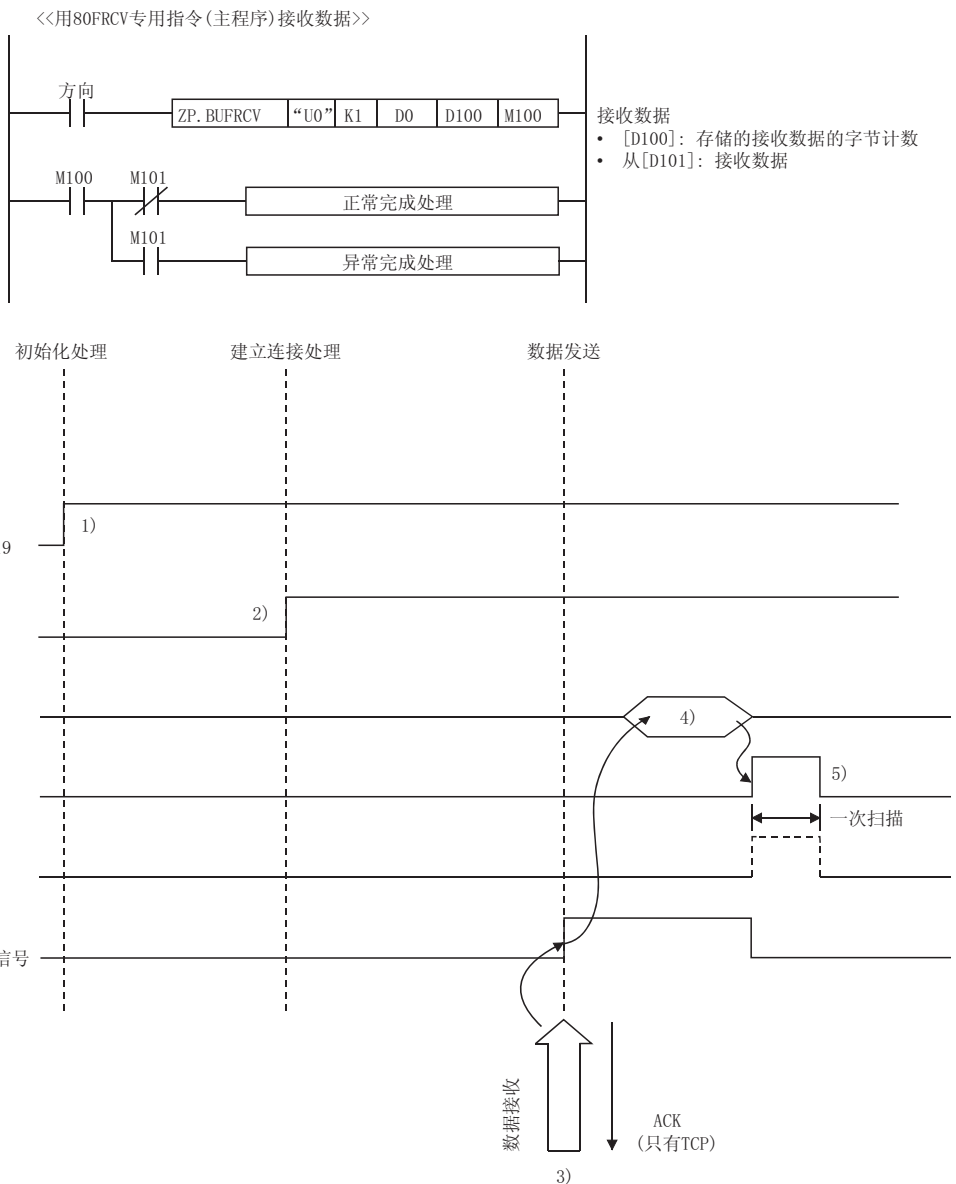 <<用80FRCV专用指令(主程序)接收数据>>
方向
ZP.BUFRCV “U0” K1 D0 D100 M100
接收数据
• [D100]: 存储的接收数据的字节计数
• 从[D101]: 接收数据
M100 M101
正常完成处理
M101
异常完成处理
初始化处理 建立连接处理 数据发送
1)
9
2)
4)
5)
一次扫描
信号
数据接收
ACK
(只有TCP)
3)